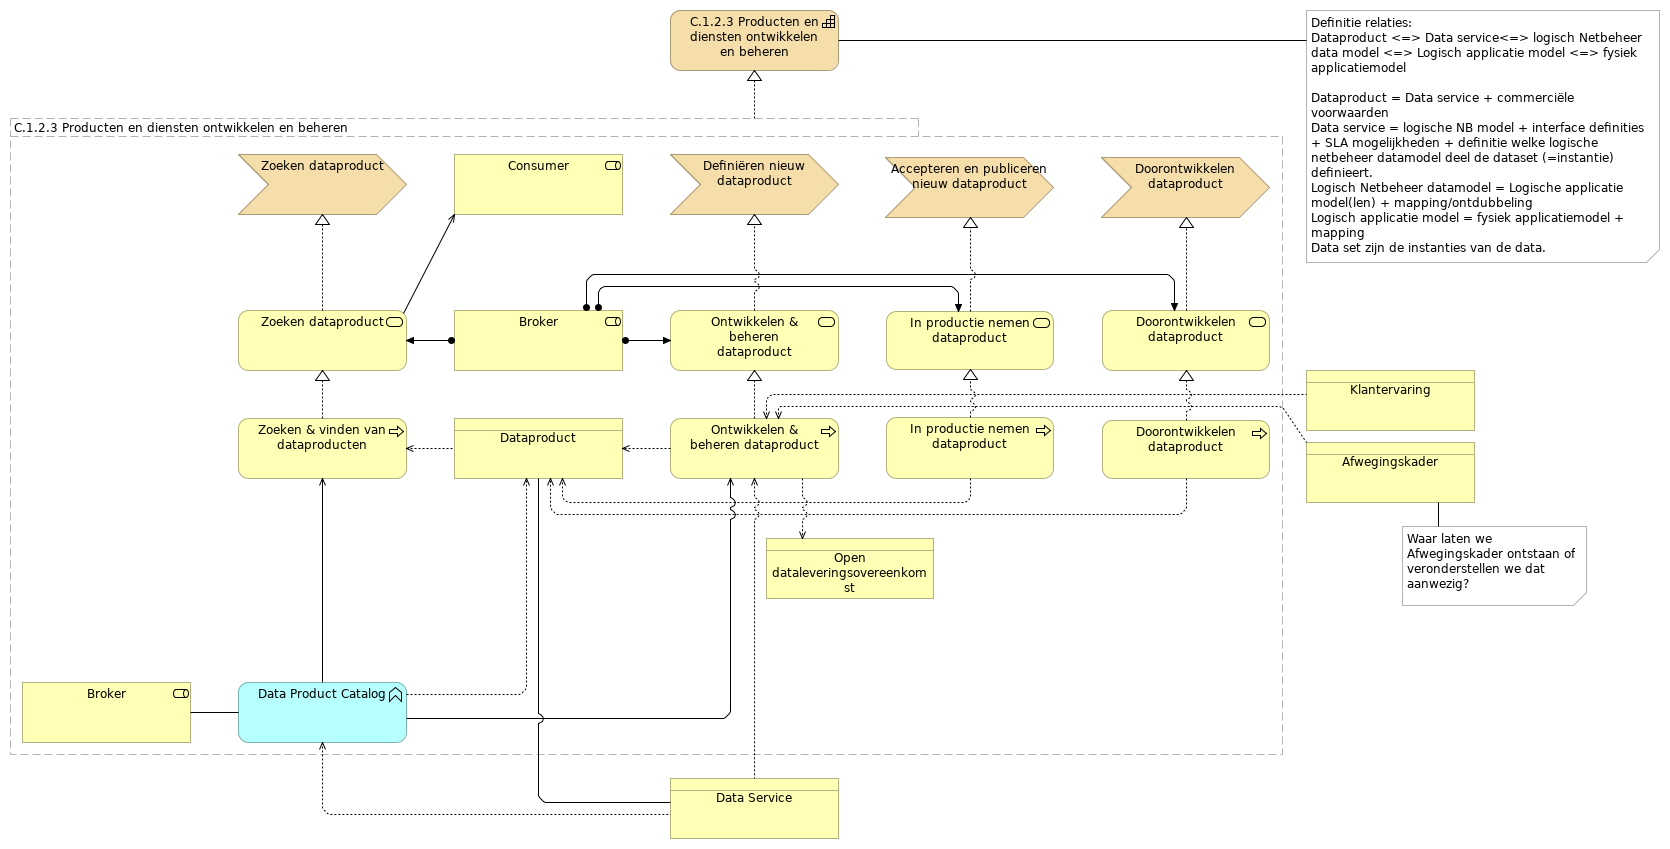 C.1.2.3 Producten en
diensten ontwikkelen
en beheren
Definitie relaties:
Dataproduct <=> Data service<=> logisch Netbeheer
data model <=> Logisch applicatie model <=> fysiek
applicatiemodel
Dataproduct = Data service + commerciële
voorwaarden
Data service = logische NB model + interface definities
+ SLA mogelijkheden + definitie welke logische
netbeheer datamodel deel de dataset (=instantie)
definieert.
Logisch Netbeheer datamodel = Logische applicatie
model(len) + mapping/ontdubbeling
Logisch applicatie model = fysiek applicatiemodel +
mapping
Data set zijn de instanties van de data.
C.1.2.3 Producten en diensten ontwikkelen en beheren
Zoeken dataproduct
Consumer
Definiëren nieuw
dataproduct
Accepteren en publiceren
nieuw dataproduct
Doorontwikkelen
dataproduct
Zoeken dataproduct
Broker
Ontwikkelen &
beheren
dataproduct
In productie nemen
dataproduct
Doorontwikkelen
dataproduct
Klantervaring
Zoeken & vinden van
dataproducten
Dataproduct
Ontwikkelen &
beheren dataproduct
In productie nemen
dataproduct
Doorontwikkelen
dataproduct
Afwegingskader
Open
dataleveringsovereenkom
st
Waar laten we
Afwegingskader ontstaan of
veronderstellen we dat
aanwezig?
Broker
Data Product Catalog
Data Service